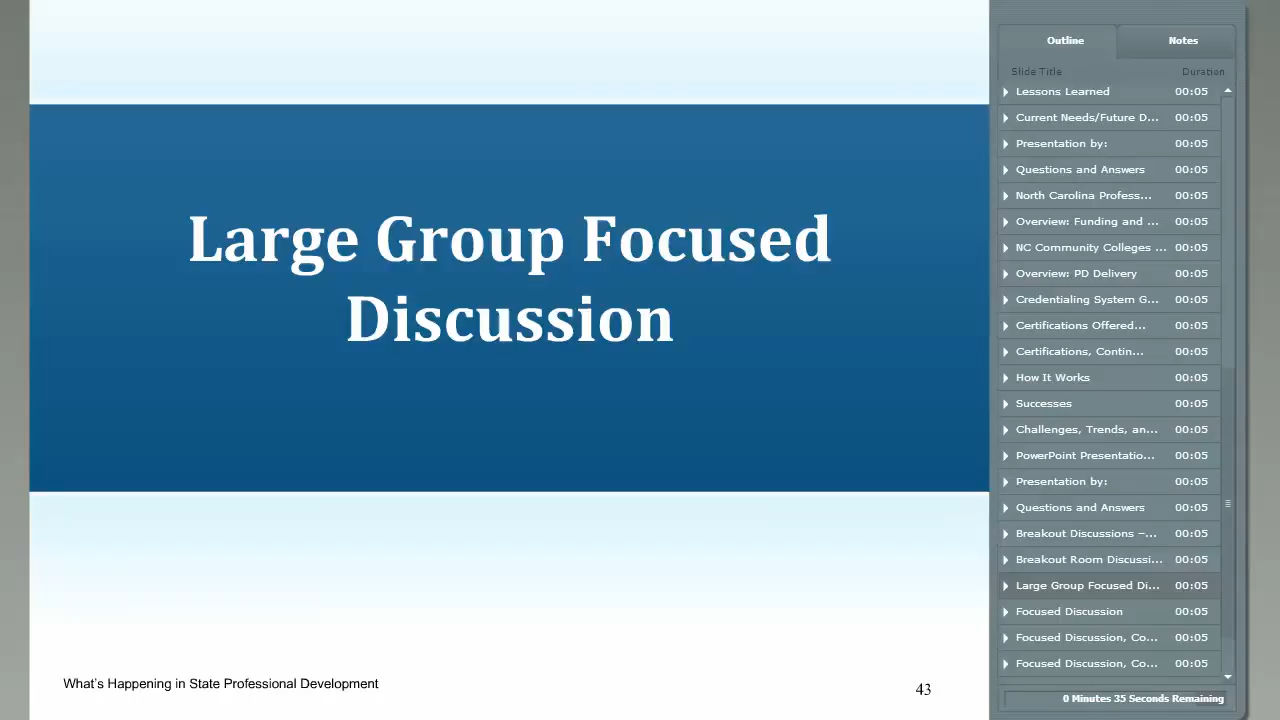 Large Group Focused
Discussion
What's Happening in State Professional Development
43
Outline
Notes
Slide Title
Duration
Lessons Learned 00:05
Current Needs/Future D... 00:05
Presentation by: 00:05
Questions and Answers 00:05
North Carolina Profess... 00:05
Overview: Funding and ... 00:05
NC Community Colleges ... 00:05
Overview: PD Delivery 00:05
Credentialing System G... 00:05
Certifications Offered... 00:05
Certifications, Contin... 00:05
How It Works 00:05
Successes 00:05
Challenges, Trends, an... 00:05
PowerPoint Presentatio... 00:05
Presentation by: 00:05
Questions and Answers 00:05
Breakout Discussions –... 00:05
Breakout Room Discussi... 00:05
Large Group Focused Di... 00:05
Focused Discussion 00:05
Focused Discussion, Co... 00:05
Focused Discussion, Co... 00:05
0 Minutes 35 Seconds Remaining